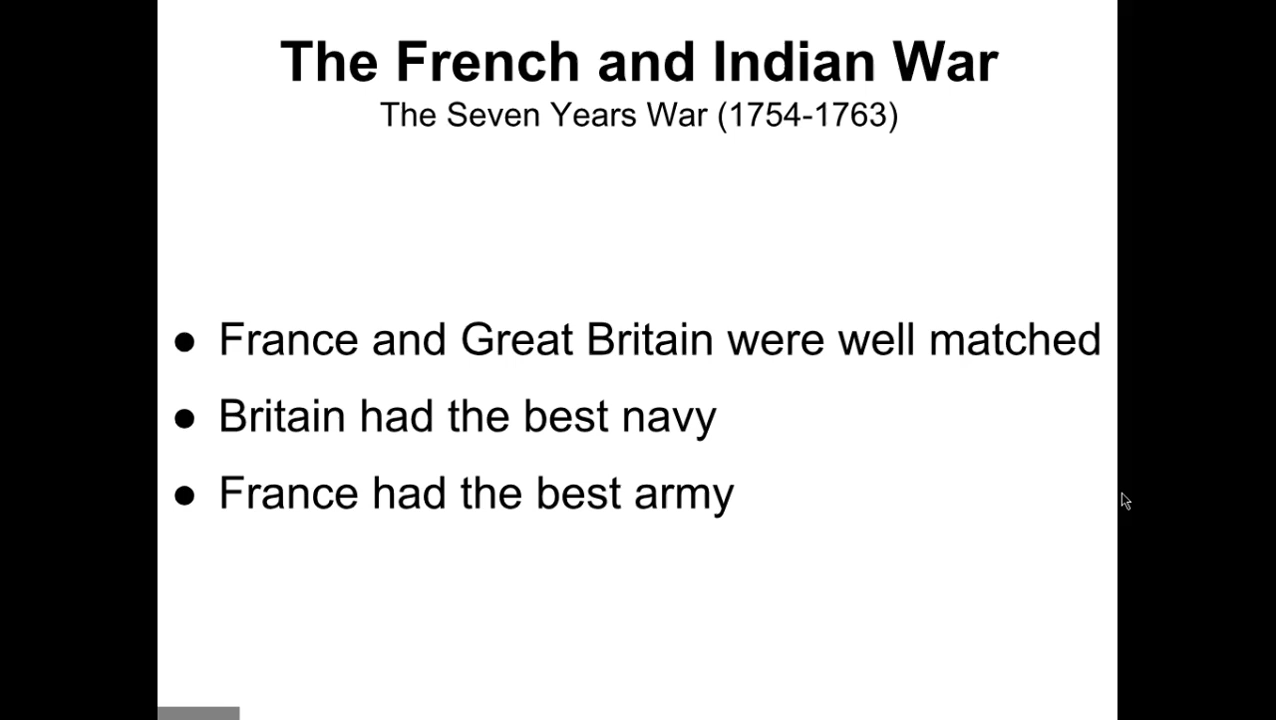 The French and Indian War
The Seven Years War (1754-1763)
● France and Great Britain were well matched
● Britain had the best navy
● France had the best army